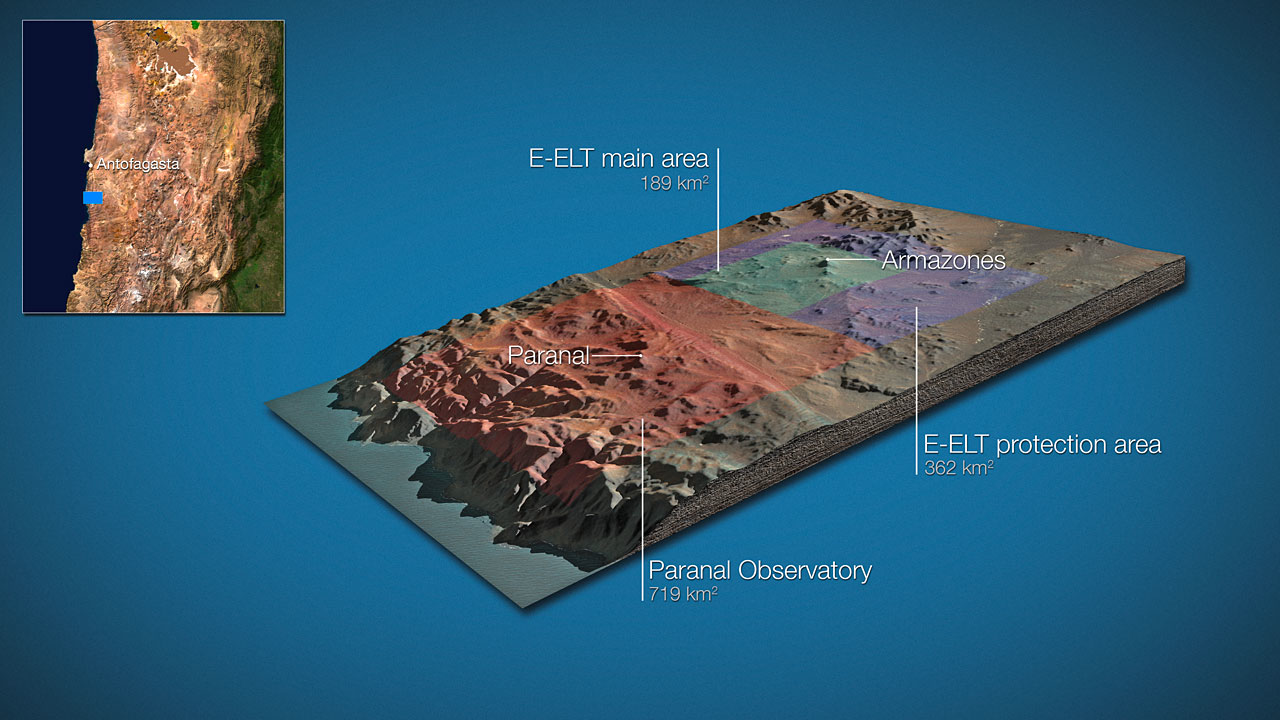 Antofagasta
E-ELT main area
189 km²
Armazones
Paranal
E-ELT protection area
362 km²
Paranal Observatory
719 km²